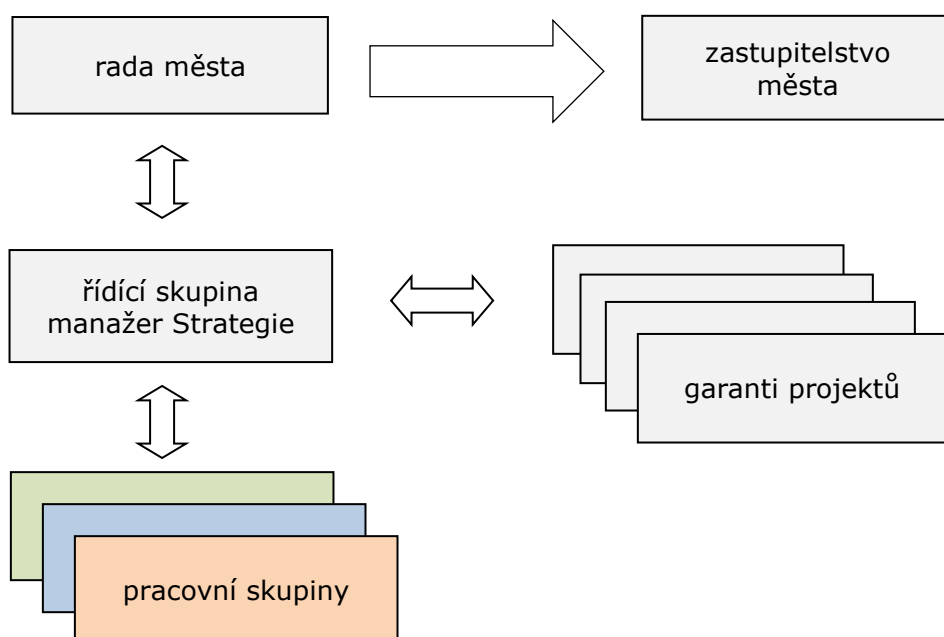 rada města
zastupitelstvo
města
řídící skupina
manažer Strategie
garanti projektů
pracovní skupiny